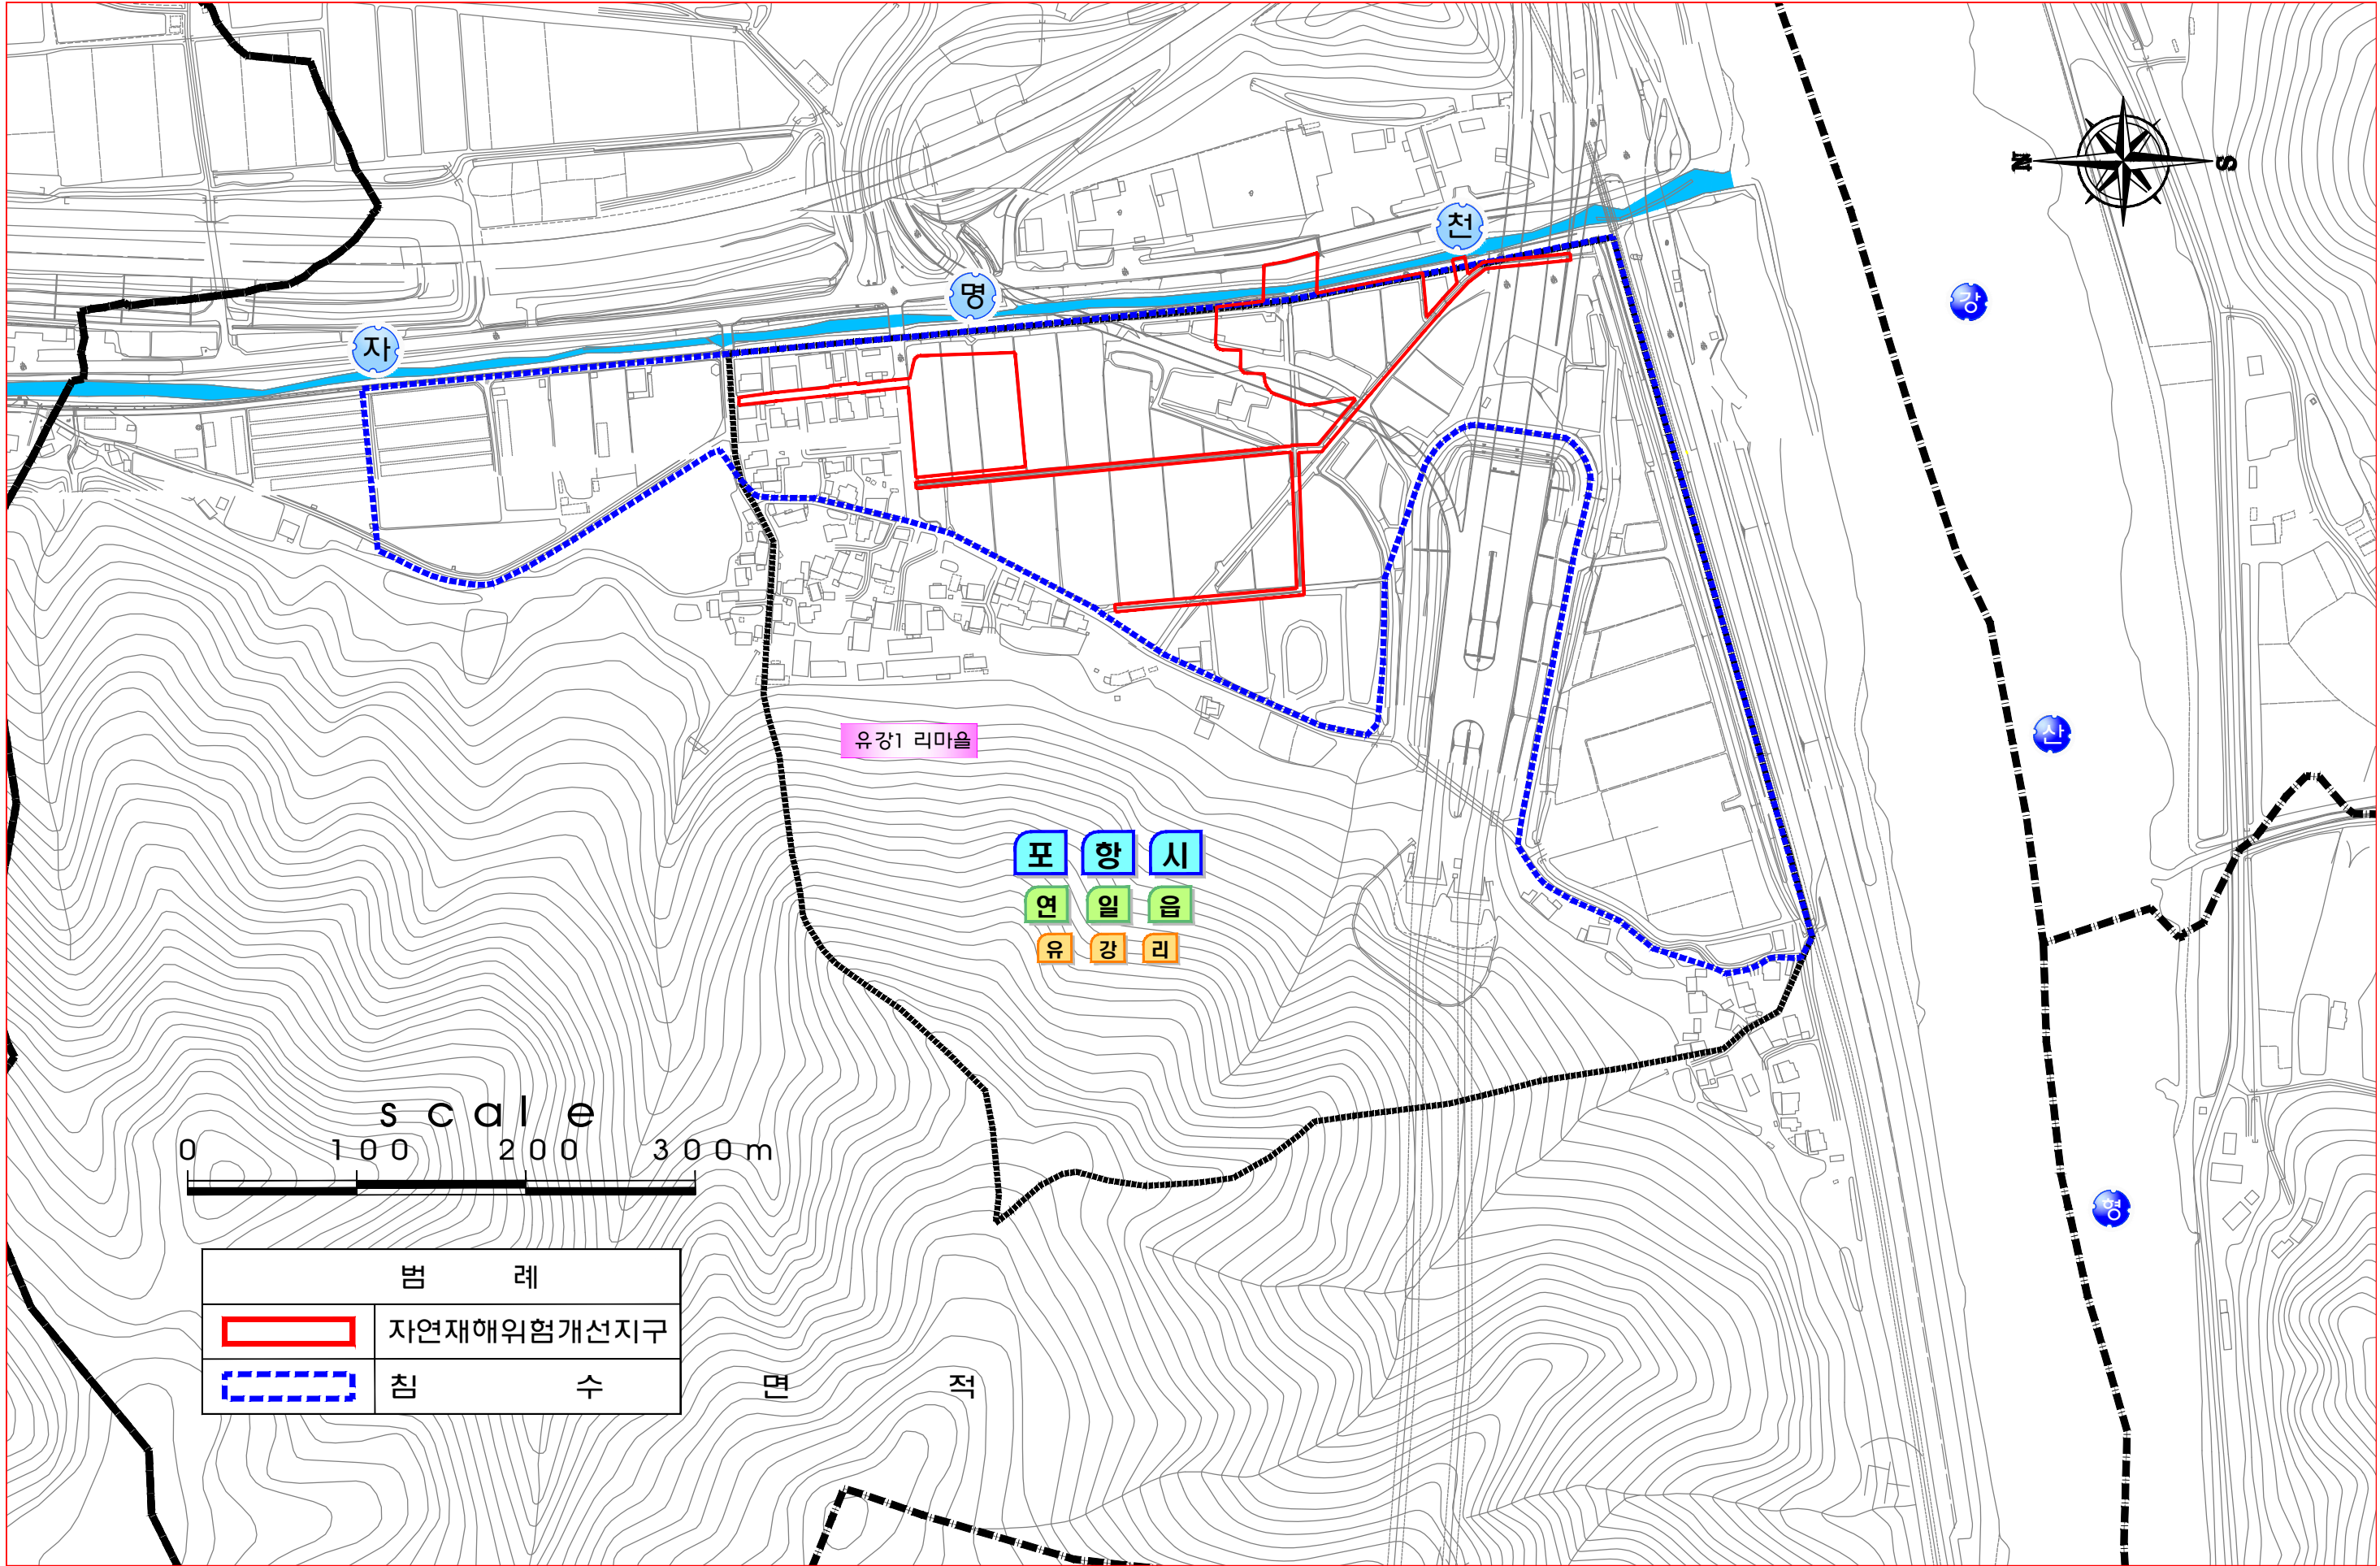 N S
천
강
명
자
산
유강1 리마을
포 항 시
연 일 읍
유 강 리
scale
0 100 200 300m
형
범 례
자연재해위험개선지구
침 수 면 적